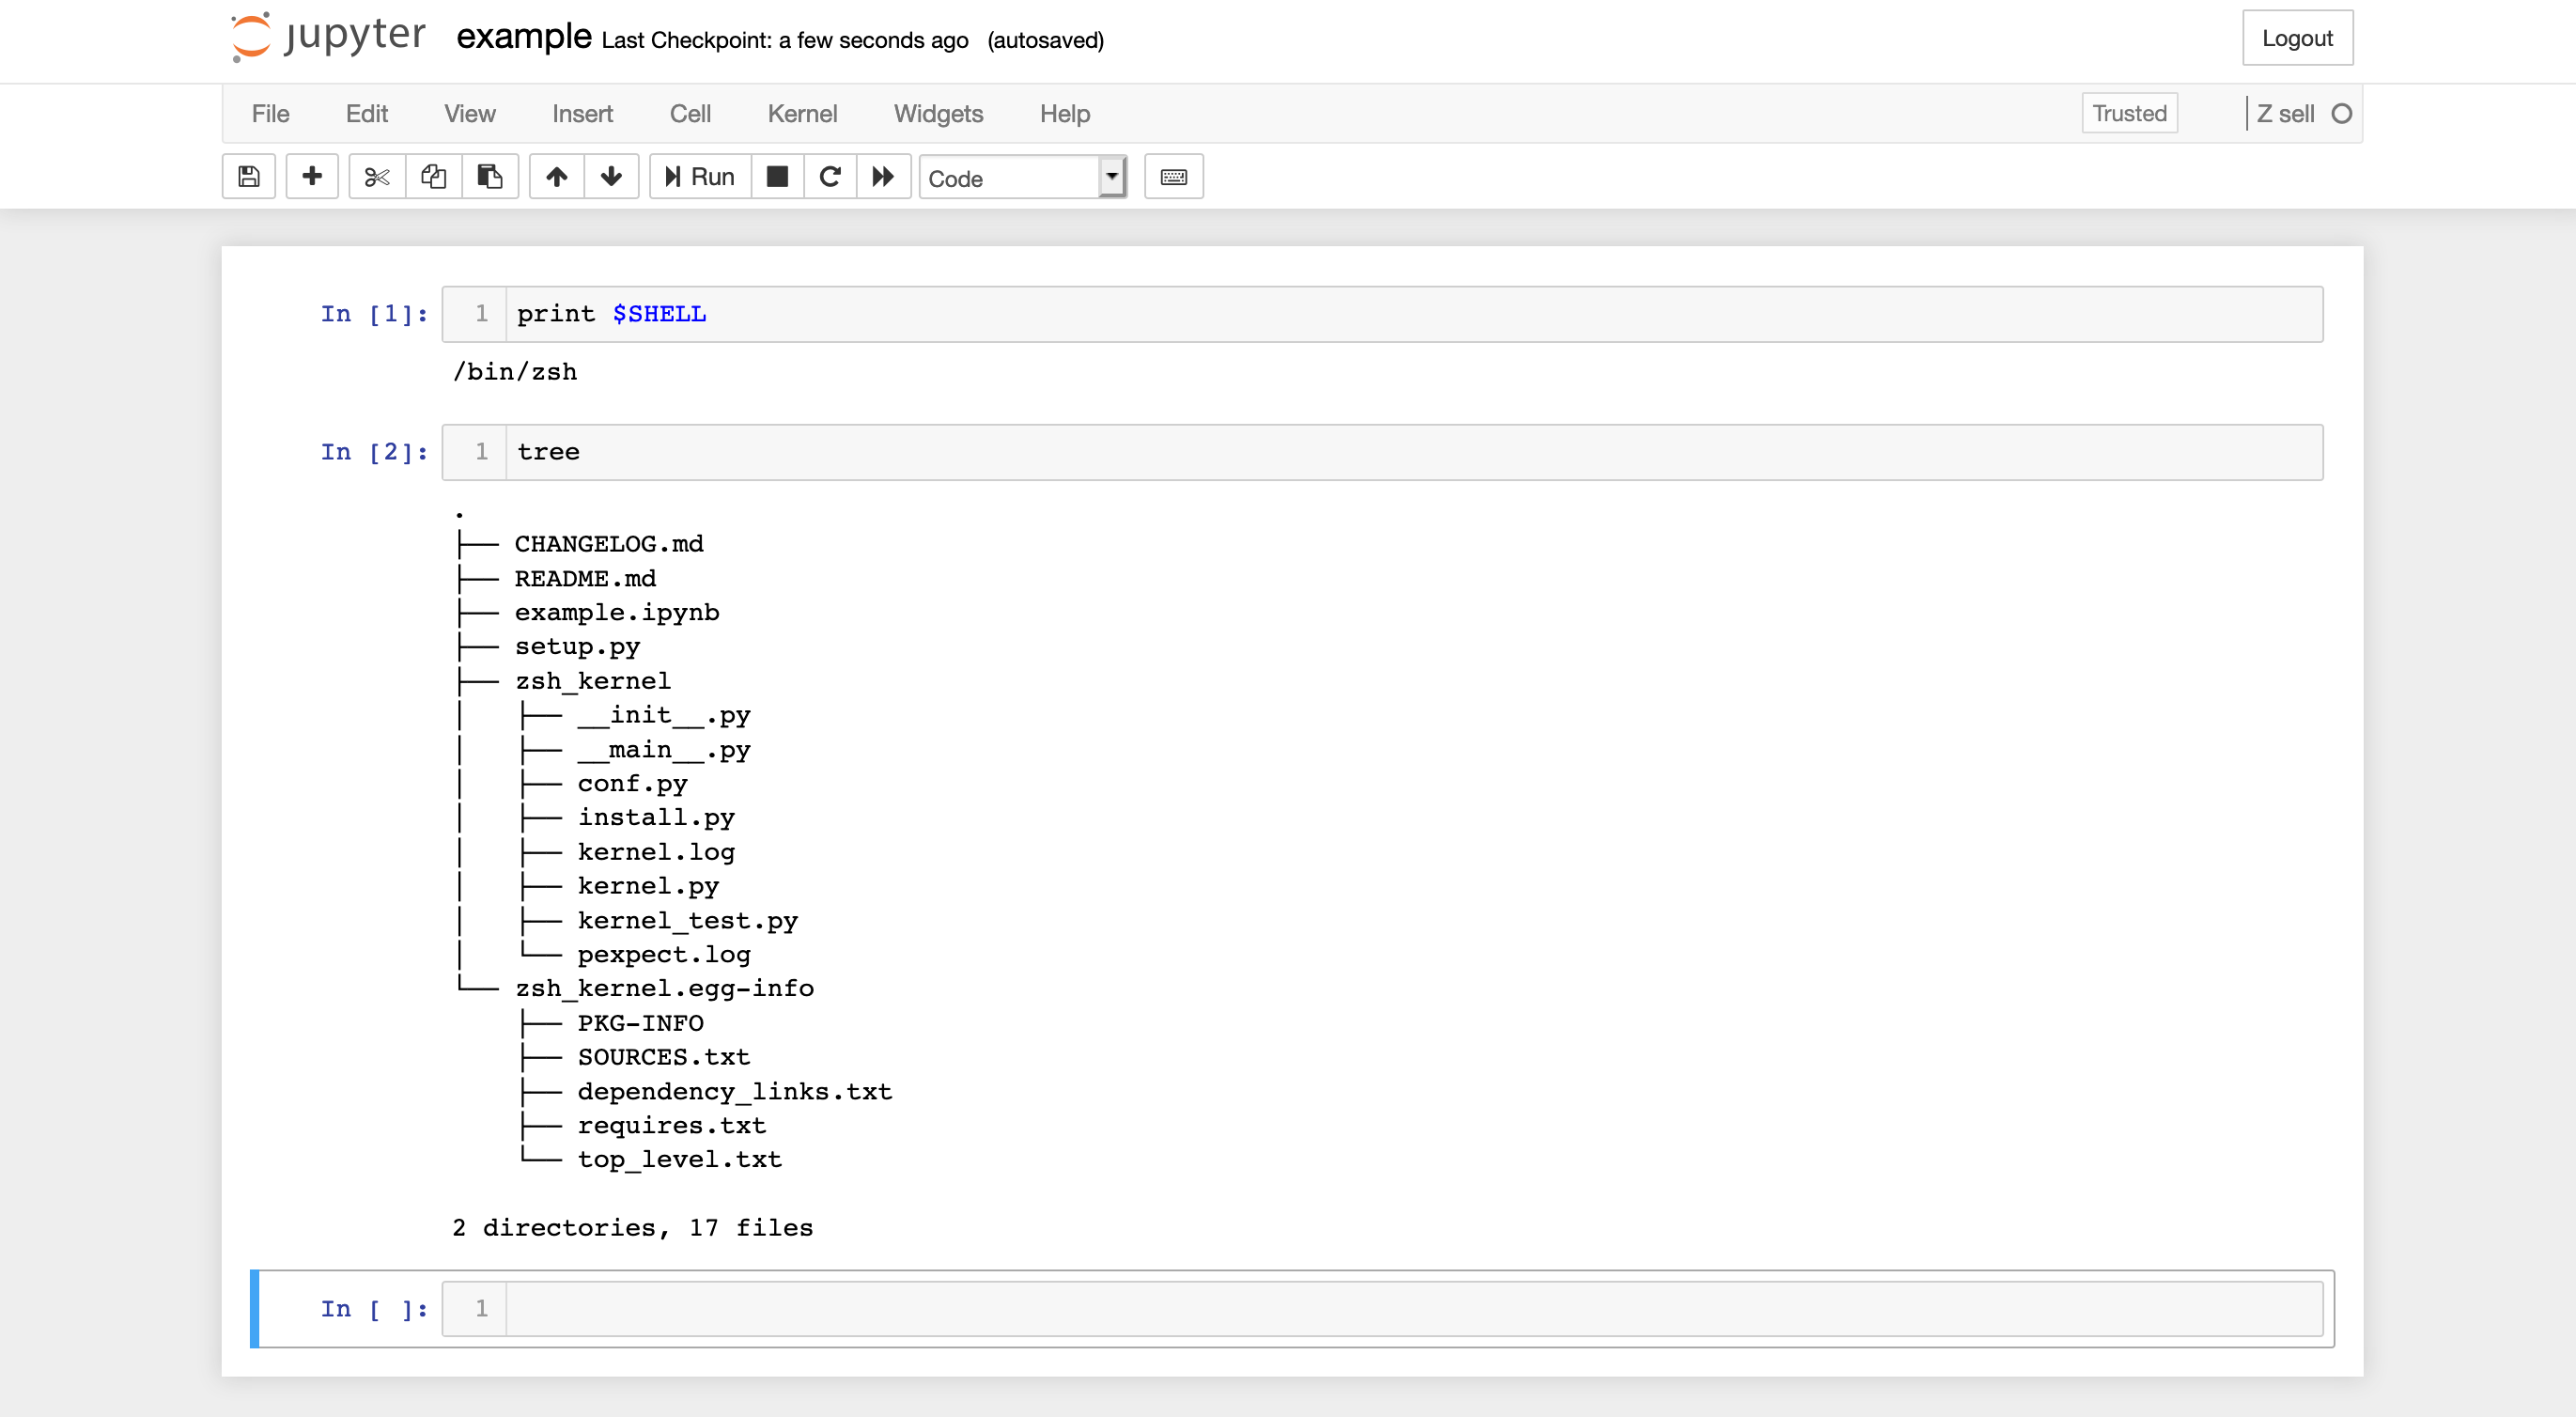 jupyter example Last Checkpoint: a few seconds ago (autosaved) Logout
File Edit View Insert Cell Kernel Widgets Help Trusted Z sell
Run Code
In [1]: 1 print $SHELL
/bin/zsh
In [2]: 1 tree
.
├── CHANGELOG.md
├── README.md
├── example.ipynb
├── setup.py
├── zsh_kernel
│   ├── __init__.py
│   ├── __main__.py
│   ├── conf.py
│   ├── install.py
│   ├── kernel.log
│   ├── kernel.py
│   ├── kernel_test.py
│   └── pexpect.log
└── zsh_kernel.egg-info
    ├── PKG-INFO
    ├── SOURCES.txt
    ├── dependency_links.txt
    ├── requires.txt
    └── top_level.txt
2 directories, 17 files
In [ ]: 1